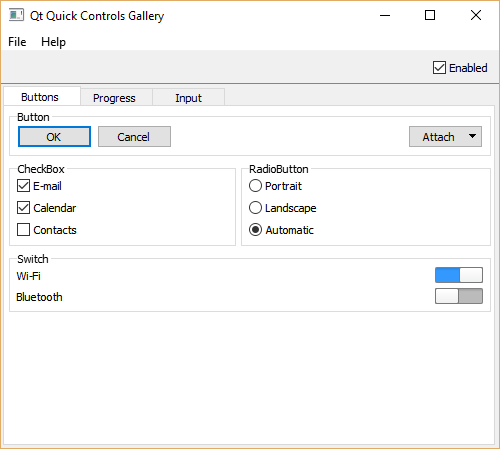 Qt Quick Controls Gallery
File Help
Enabled
Buttons Progress Input
Button
OK Cancel Attach
CheckBox
E-mail
Calendar
Contacts
RadioButton
Portrait
Landscape
Automatic
Switch
Wi-Fi
Bluetooth